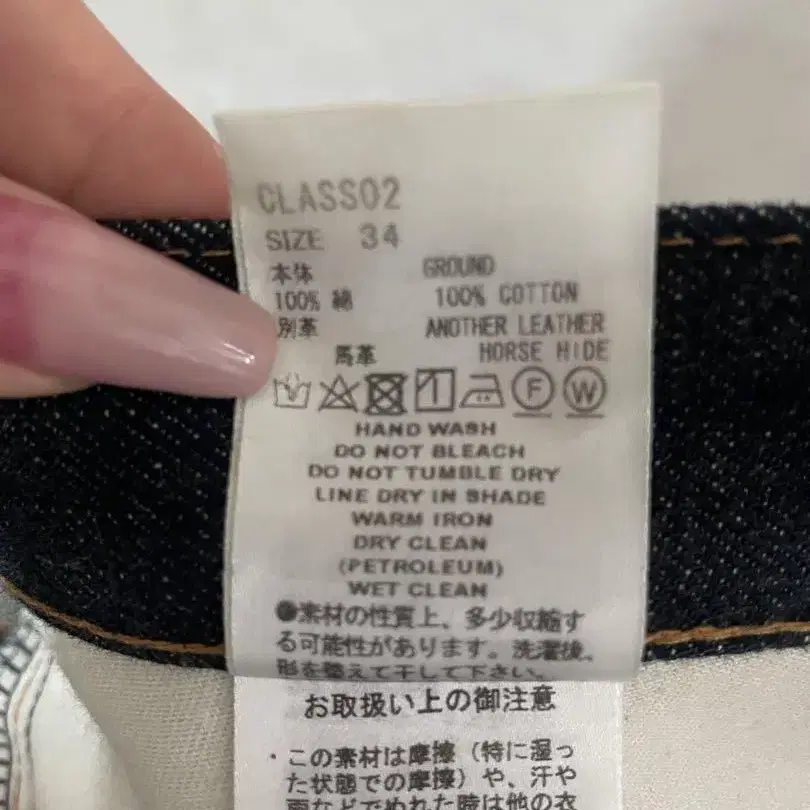 CLASS02
SIZE 34
本体 GROUND
100% 綿 100% COTTON
別革 ANOTHER LEATHER
馬革 HORSE HIDE
F W
HAND WASH
DO NOT BLEACH
DO NOT TUMBLE DRY
LINE DRY IN SHADE
WARM IRON
DRY CLEAN
(PETROLEUM)
WET CLEAN
素材の性質上、多少収縮す
る可能性があります。洗濯後、
形を整えて干して下さい。
お取扱い上の御注意
・この素材は摩擦(特に湿っ
た状態での摩擦)や、汗や
雨などでぬれた時は他の衣